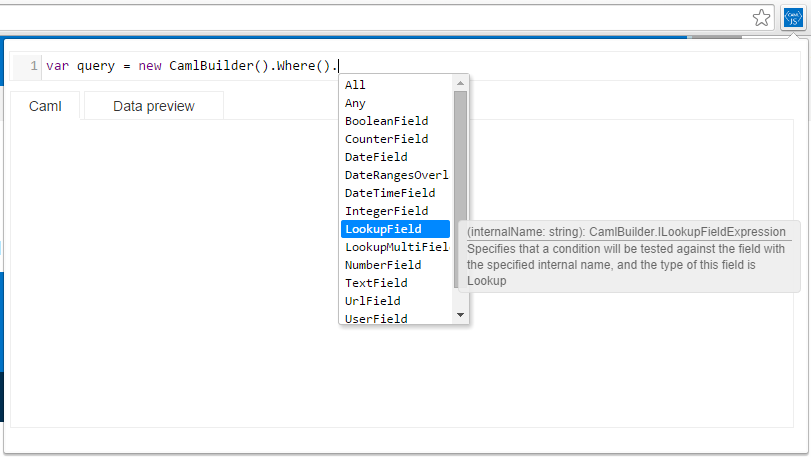 CAML
JS
1 var query = new CamlBuilder().Where().
Caml Data preview
All
Any
BooleanField
CounterField
DateField
DateRangesOverl
DateTimeField
IntegerField
LookupField
LookupMultiFiel
NumberField
TextField
UrlField
UserField
(internalName: string): CamlBuilder.ILookupFieldExpression
Specifies that a condition will be tested against the field with
the specified internal name, and the type of this field is
Lookup